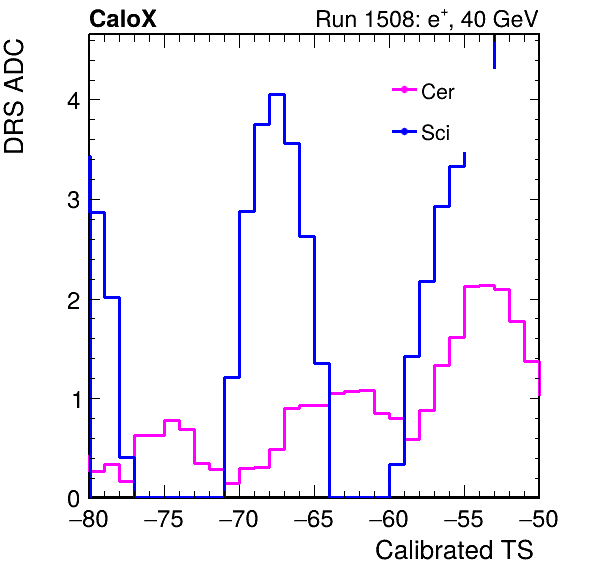 CaloX Run 1508: e⁺, 40 GeV
DRS ADC
Cer
Sci
4
3
2
1
0
−80 −75 −70 −65 −60 −55 −50
Calibrated TS